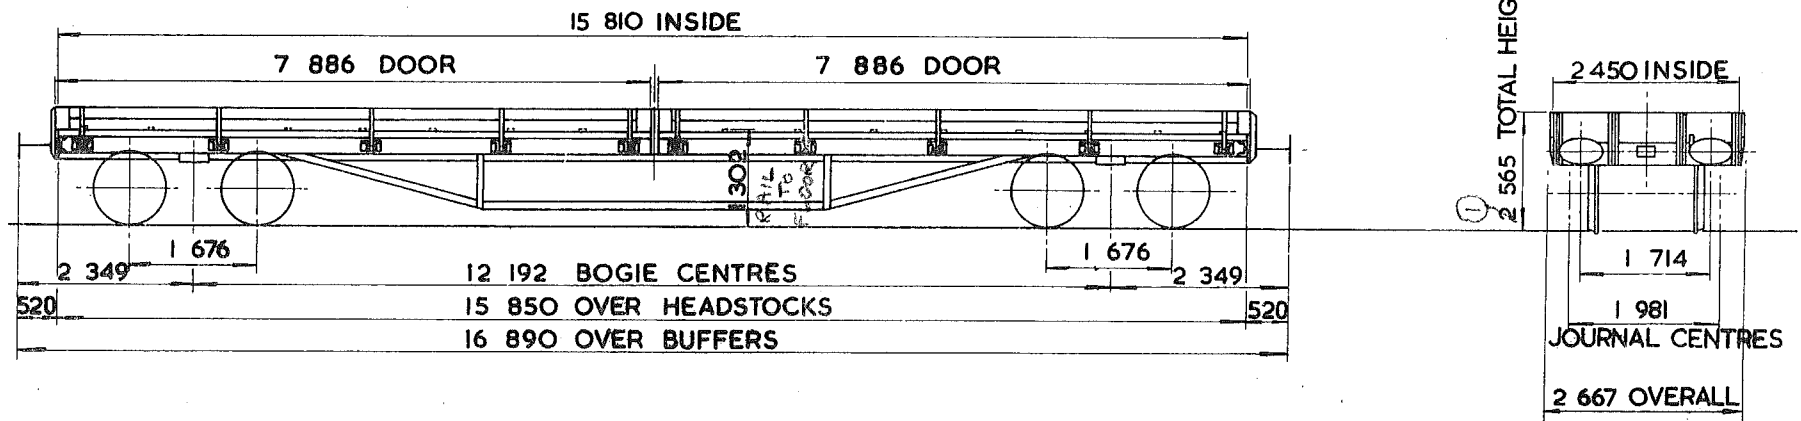 15 810 INSIDE
7 886 DOOR
7 886 DOOR
1 302
RAIL
TO
FLOOR
1 676
1 676
2 349
12 192 BOGIE CENTRES
2 349
520
15 850 OVER HEADSTOCKS
520
16 890 OVER BUFFERS
2 450 INSIDE
1
2 565 TOTAL HEIG
1 714
1 981
JOURNAL CENTRES
2 667 OVERALL